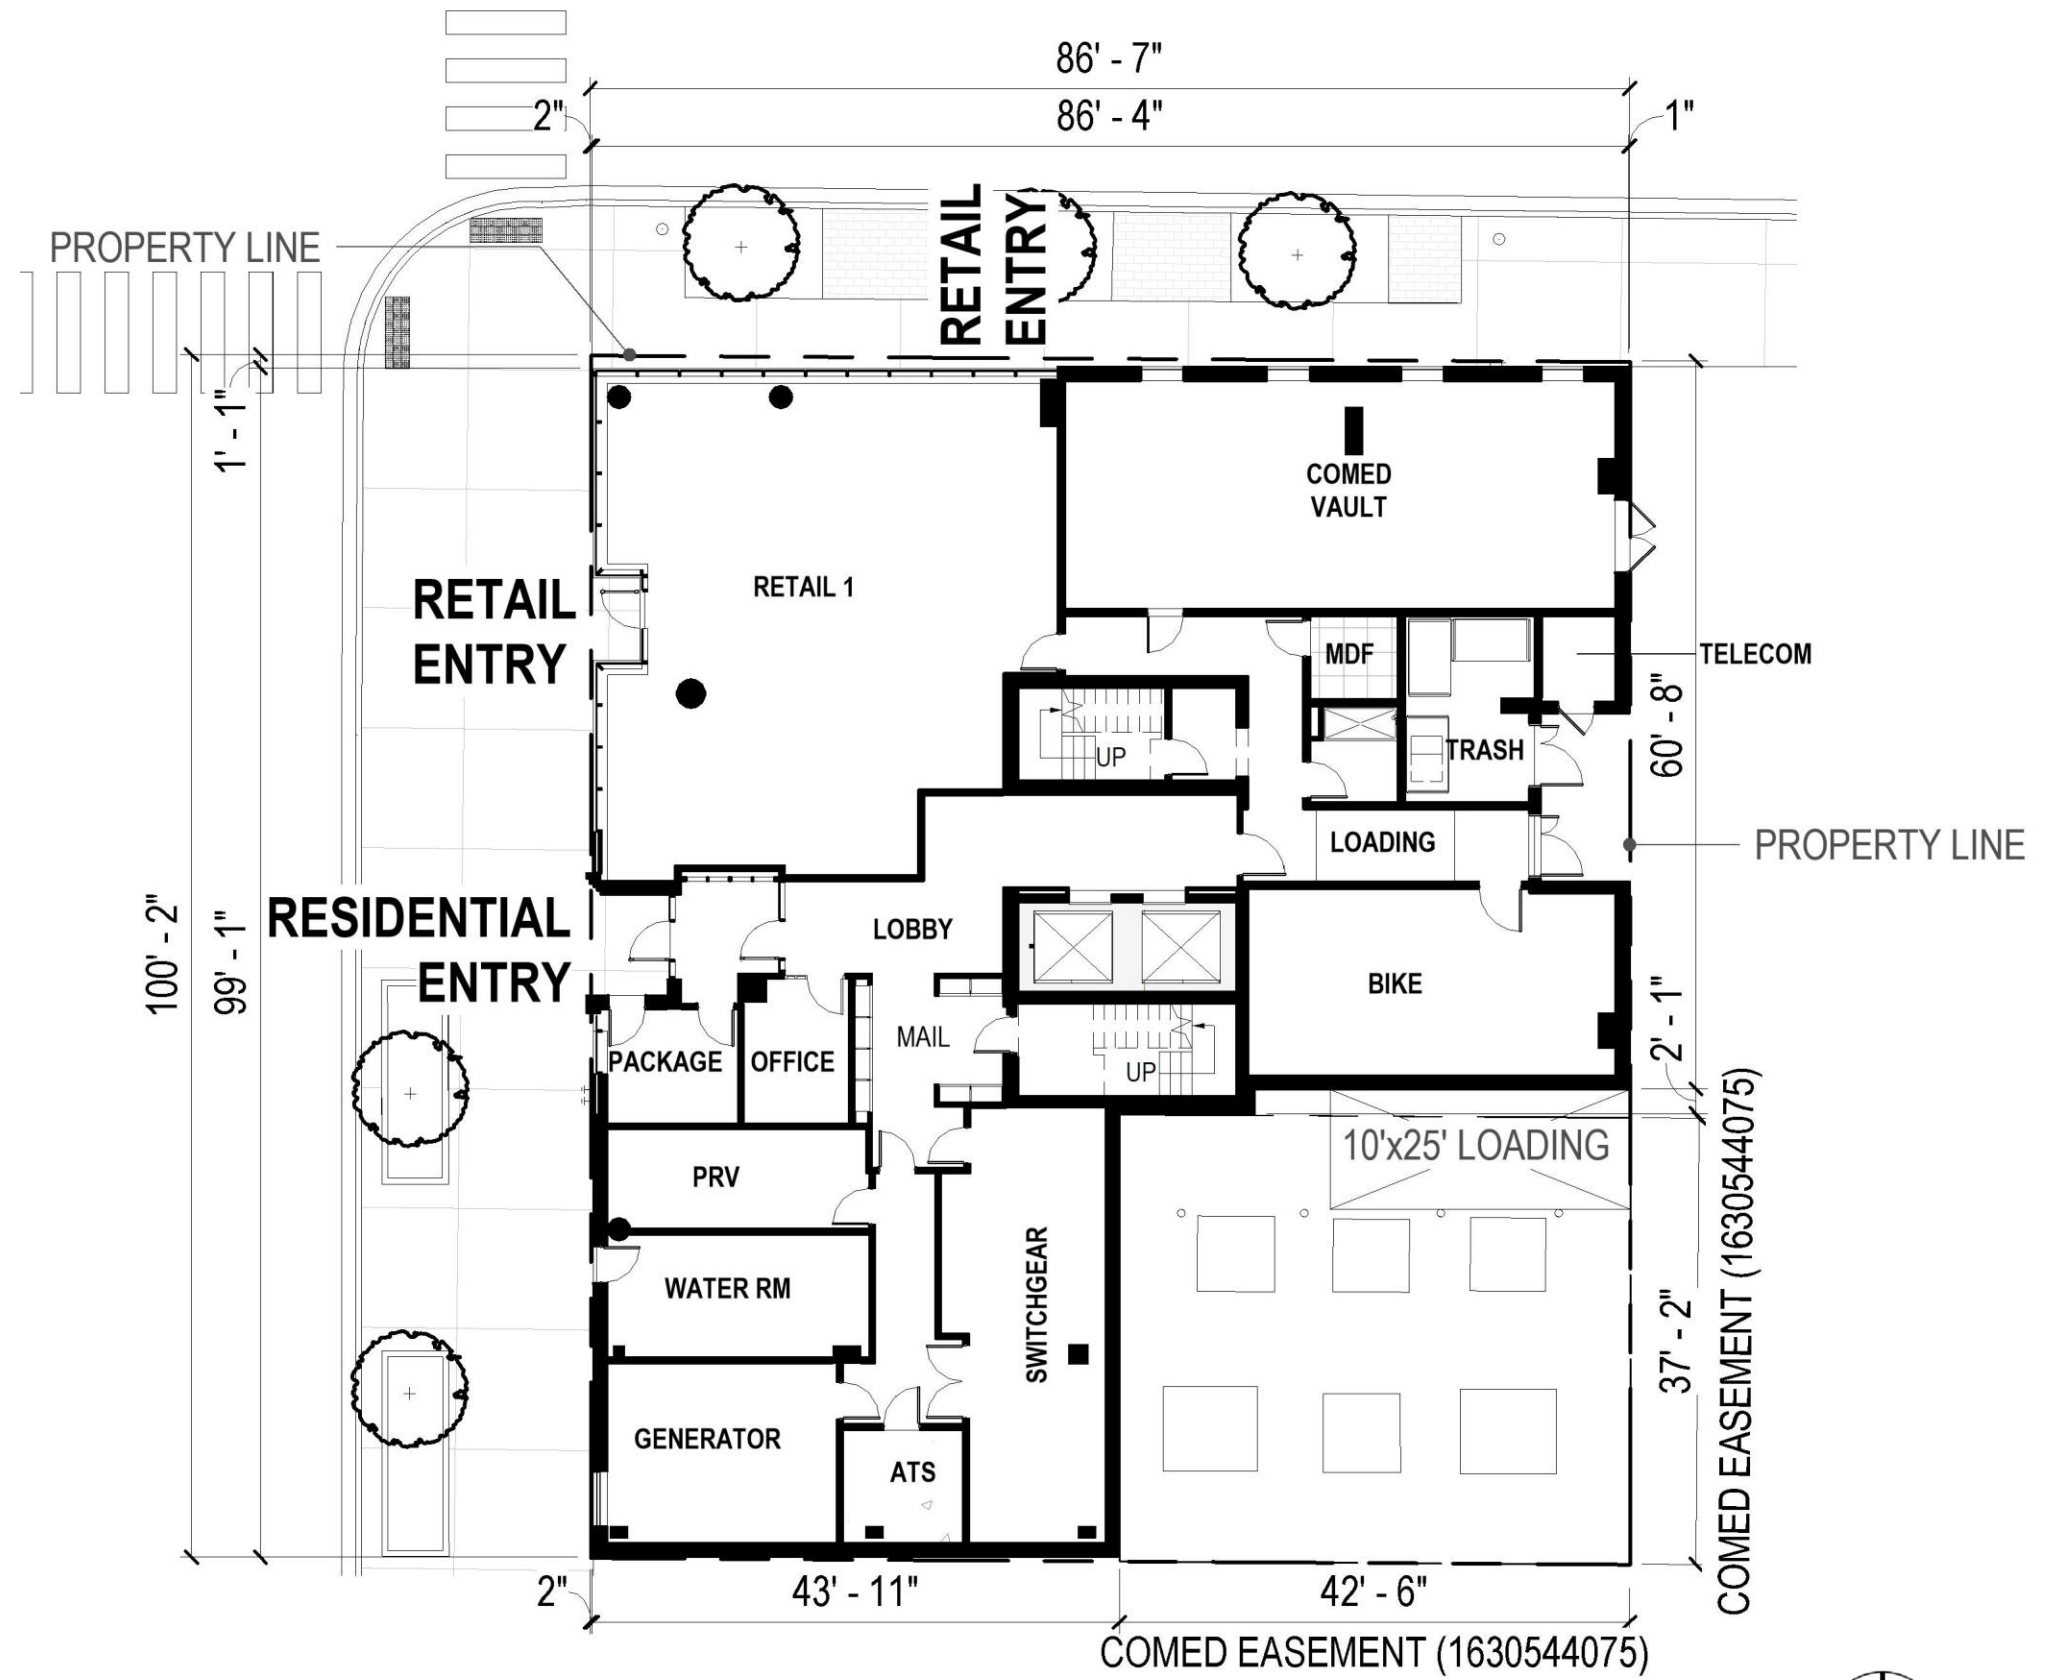 86' - 7"
2"
86' - 4"
1"
RETAIL
ENTRY
PROPERTY LINE
1' - 1"
COMED
VAULT
RETAIL 1
RETAIL
ENTRY
MDF
TELECOM
60' - 8"
UP
TRASH
LOADING
PROPERTY LINE
100' - 2"
99' - 1"
RESIDENTIAL
ENTRY
LOBBY
BIKE
MAIL
2' - 1"
PACKAGE
OFFICE
UP
10'x25' LOADING
PRV
WATER RM
SWITCHGEAR
37' - 2"
COMED EASEMENT (1630544075)
GENERATOR
ATS
2"
43' - 11"
42' - 6"
COMED EASEMENT (1630544075)